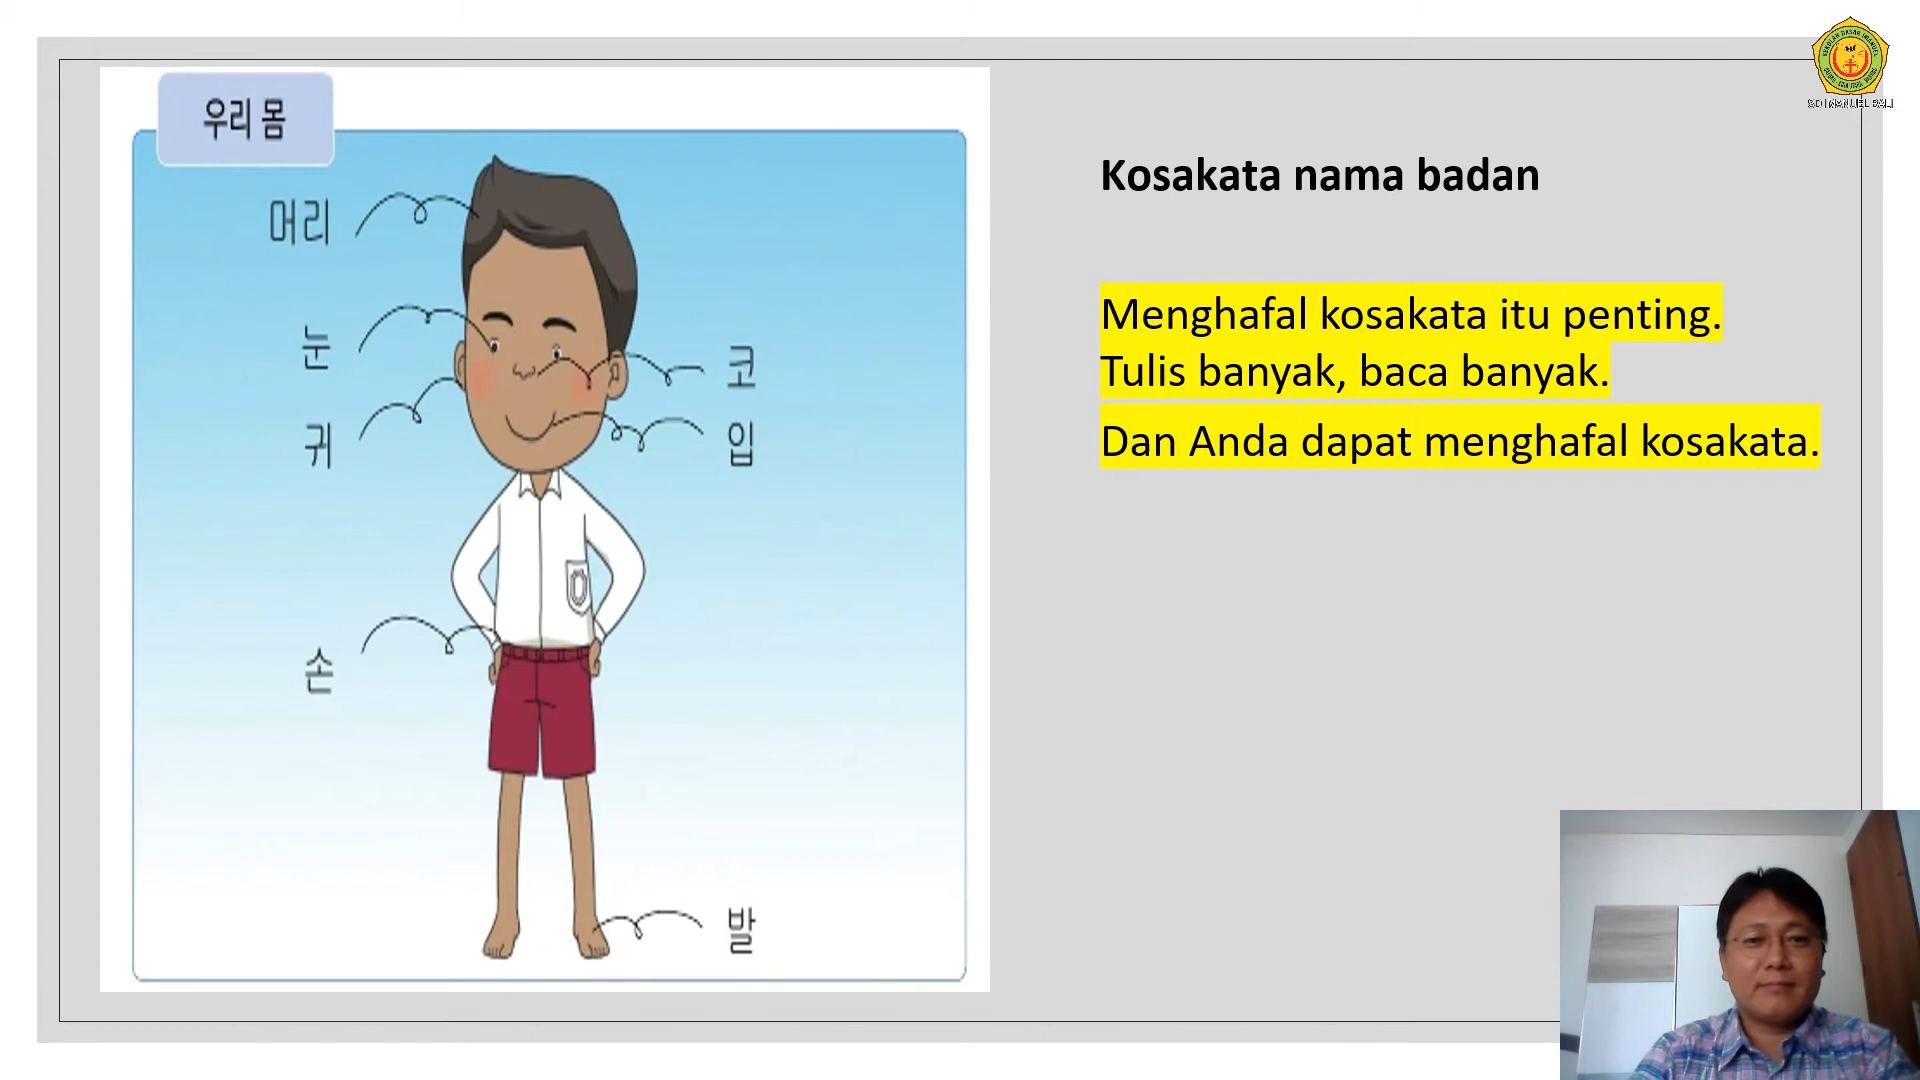 우리 몸
머리
눈
귀
손
코
입
발
Kosakata nama badan
Menghafal kosakata itu penting.
Tulis banyak, baca banyak.
Dan Anda dapat menghafal kosakata.